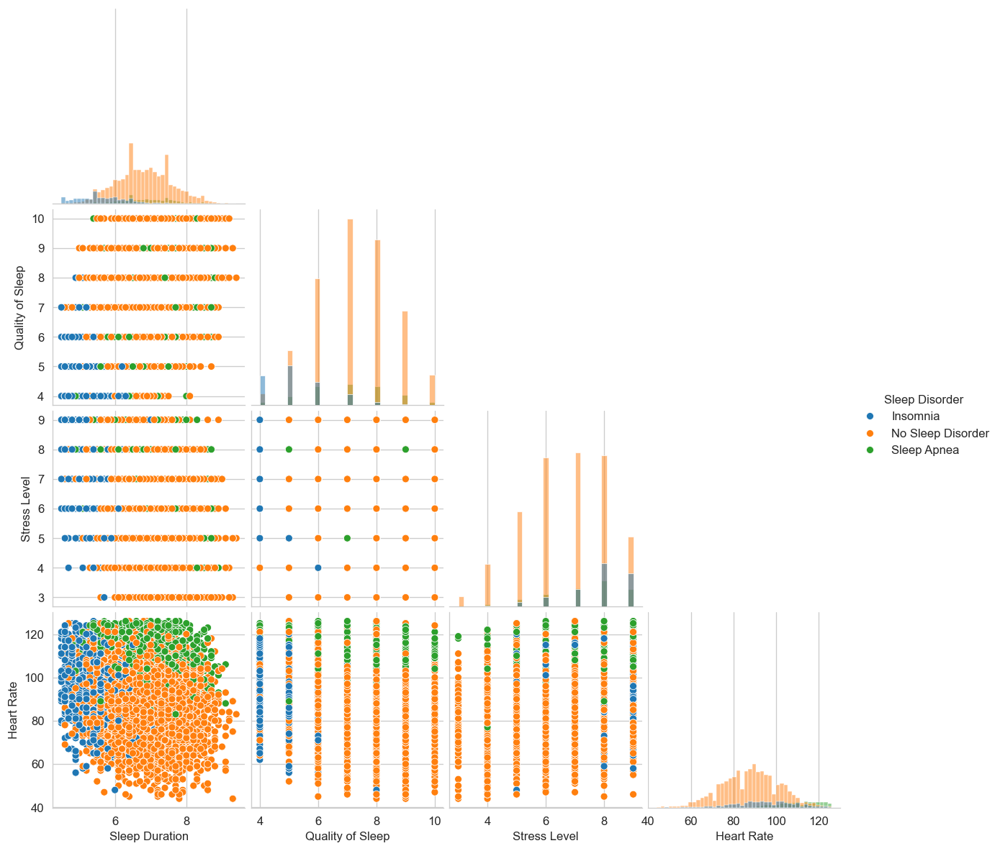 10
9
8
7
6
5
4
Quality of Sleep
9
8
7
6
5
4
3
Stress Level
120
100
80
60
40
Heart Rate
6 8
Sleep Duration
4 6 8 10
Quality of Sleep
4 6 8
Stress Level
40 60 80 100 120
Heart Rate
Sleep Disorder
Insomnia
No Sleep Disorder
Sleep Apnea